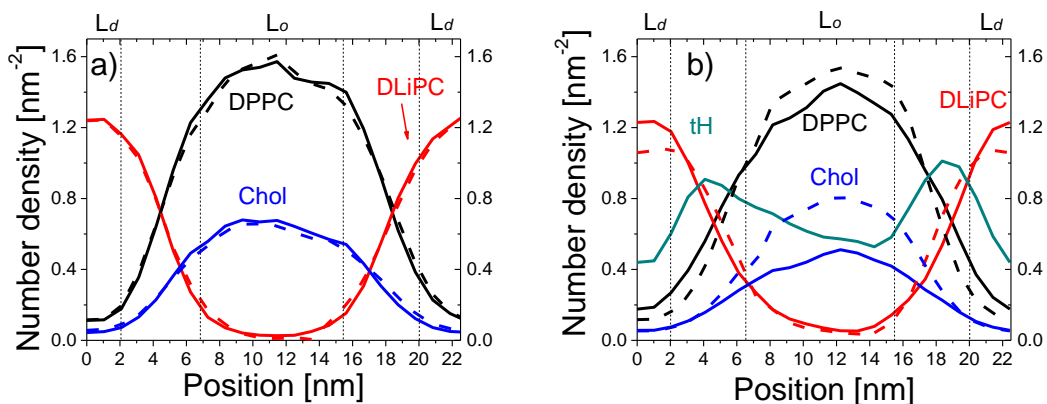 Ld Lo Ld
a)
DPPC
DLiPC
Chol
Number density [nm-2]
1.6 1.2 0.8 0.4 0.0
1.6 1.2 0.8 0.4 0.0
0 2 4 6 8 10 12 14 16 18 20 22
Position [nm]
Ld Lo Ld
b)
DLiPC
tH
DPPC
Chol
Number density [nm-2]
1.6 1.2 0.8 0.4 0.0
1.6 1.2 0.8 0.4 0.0
0 2 4 6 8 10 12 14 16 18 20 22
Position [nm]